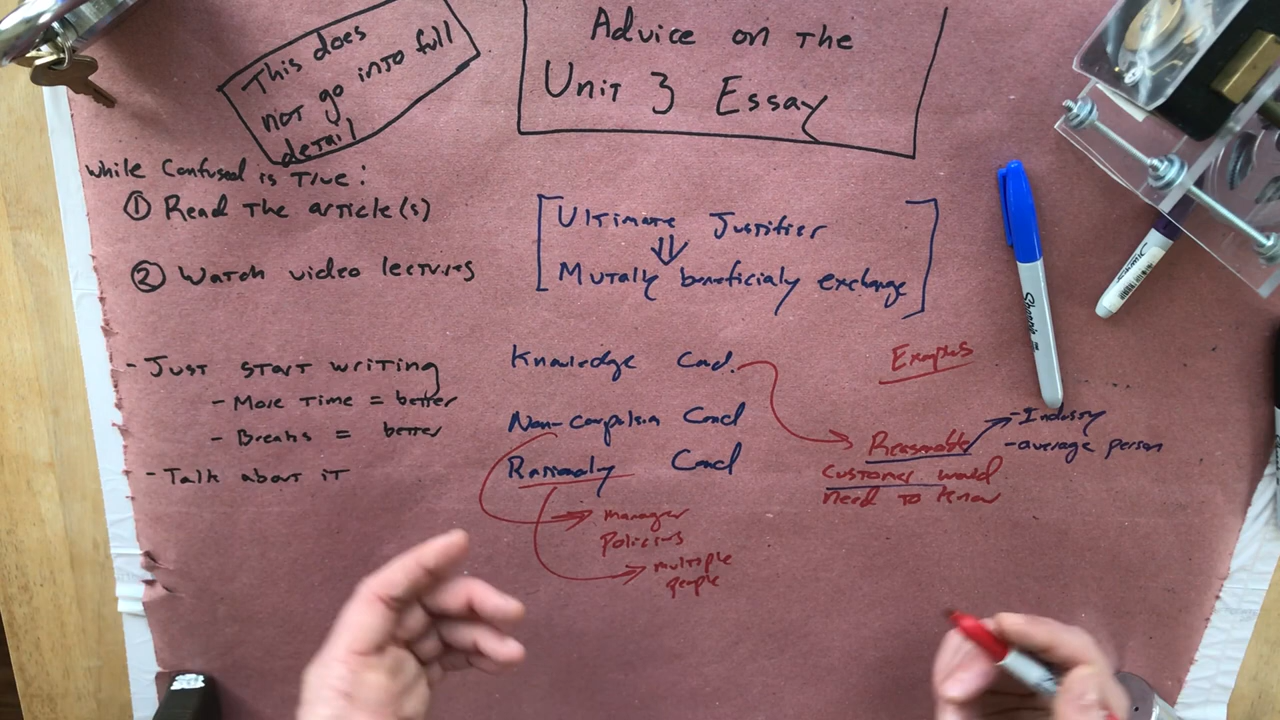 This does
not go into full
detail
Advice on the
Unit 3 Essay
While Confused is True:
① Read The article(s)
② Watch video lectures
- Just start writing
- More Time = better
- Breaks = better
- Talk about it
Ultimate Justifier
⇓
Mutally beneficialy exchange
Knowledge Cond.
Non-compulsion Cond
Rationaly Cond
manager
Policies
multiple
people
Examples
Reasonable
Customer would
need to know
- Industry
- average person
Sharpie